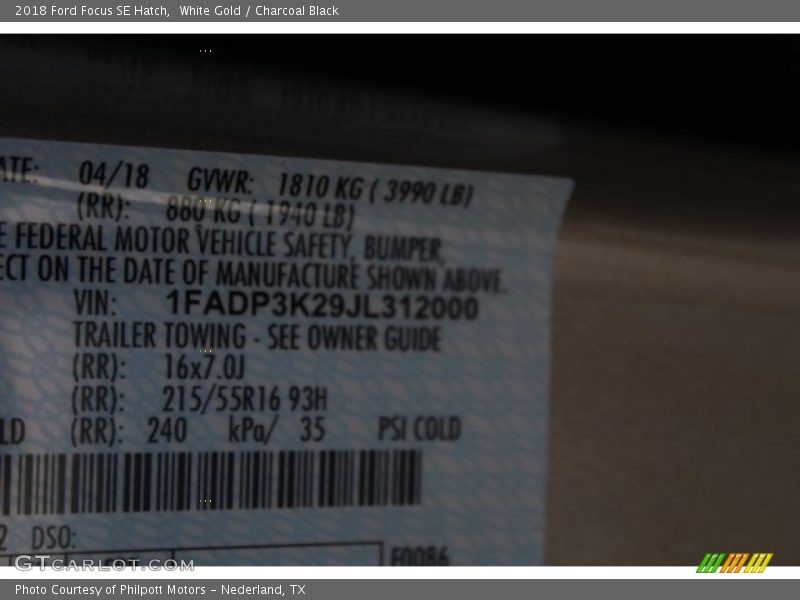 2018 Ford Focus SE Hatch,  White Gold / Charcoal Black
ATE: 04/18 GVWR: 1810 KG ( 3990 LB)
(RR): 880 KG ( 1940 LB)
E FEDERAL MOTOR VEHICLE SAFETY, BUMPER,
ECT ON THE DATE OF MANUFACTURE SHOWN ABOVE.
VIN: 1FADP3K29JL312000
TRAILER TOWING - SEE OWNER GUIDE
(RR): 16x7.0J
(RR): 215/55R16 93H
LD (RR): 240 kPa/ 35 PSI COLD
2 DSO:
F0086
GTcarlot.com
Photo Courtesy of Philpott Motors - Nederland, TX